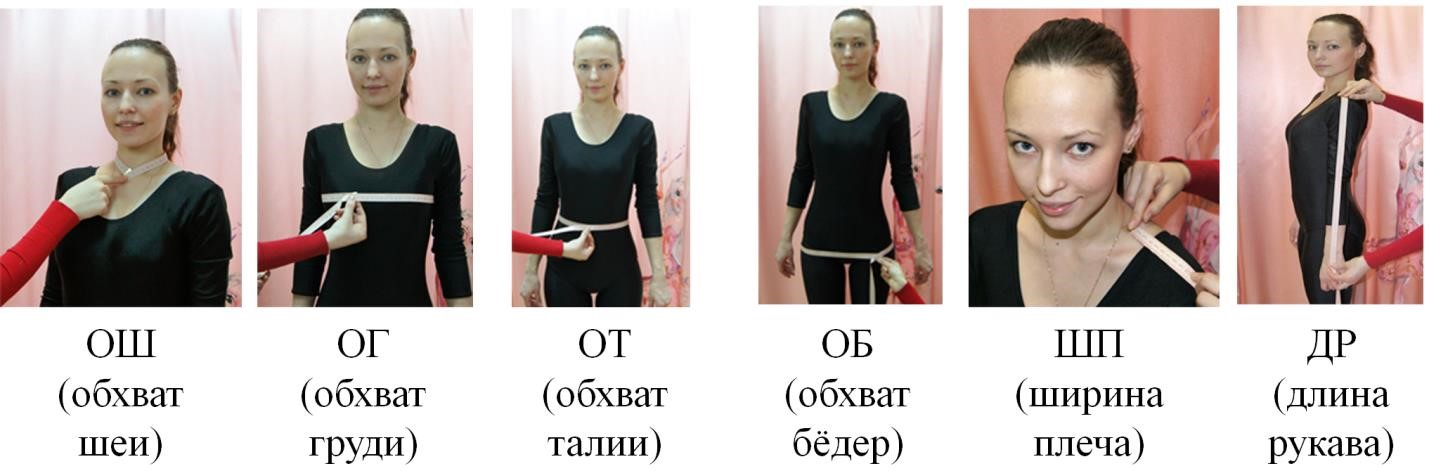 ОШ
(обхват
шеи)
ОГ
(обхват
груди)
ОТ
(обхват
талии)
ОБ
(обхват
бёдер)
ШП
(ширина
плеча)
ДР
(длина
рукава)